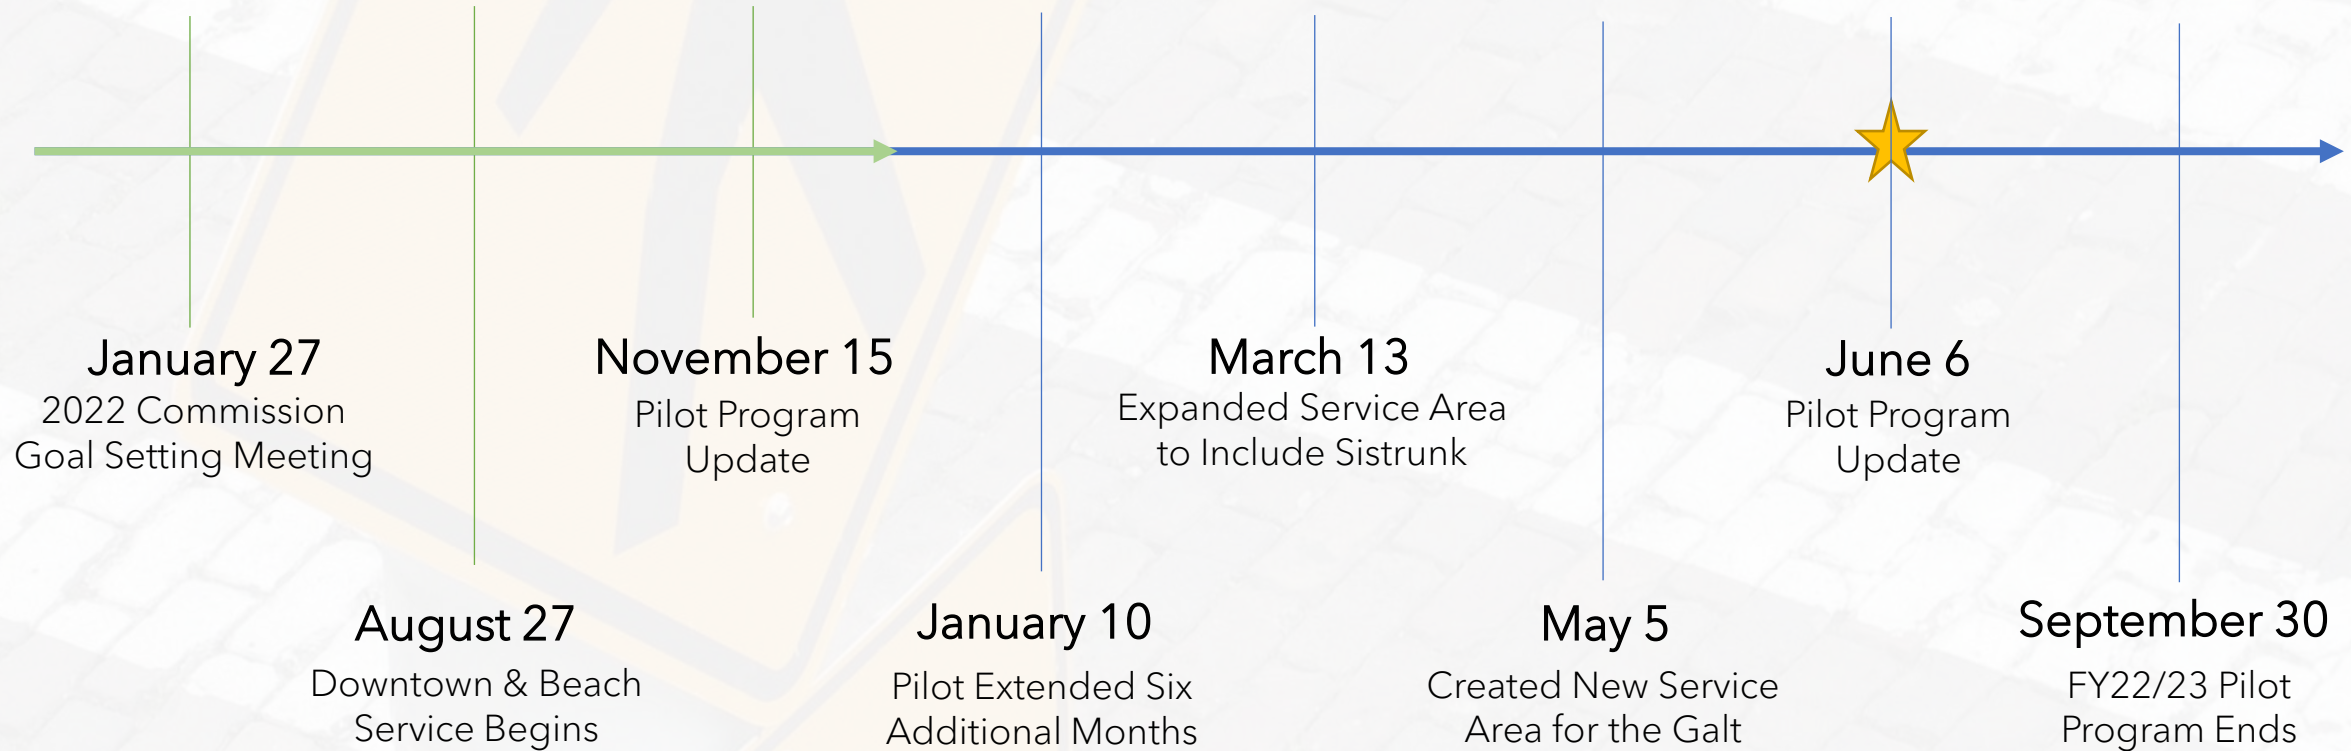 January 27
2022 Commission
Goal Setting Meeting
August 27
Downtown & Beach
Service Begins
November 15
Pilot Program
Update
January 10
Pilot Extended Six
Additional Months
March 13
Expanded Service Area
to Include Sistrunk
May 5
Created New Service
Area for the Galt
June 6
Pilot Program
Update
September 30
FY22/23 Pilot
Program Ends